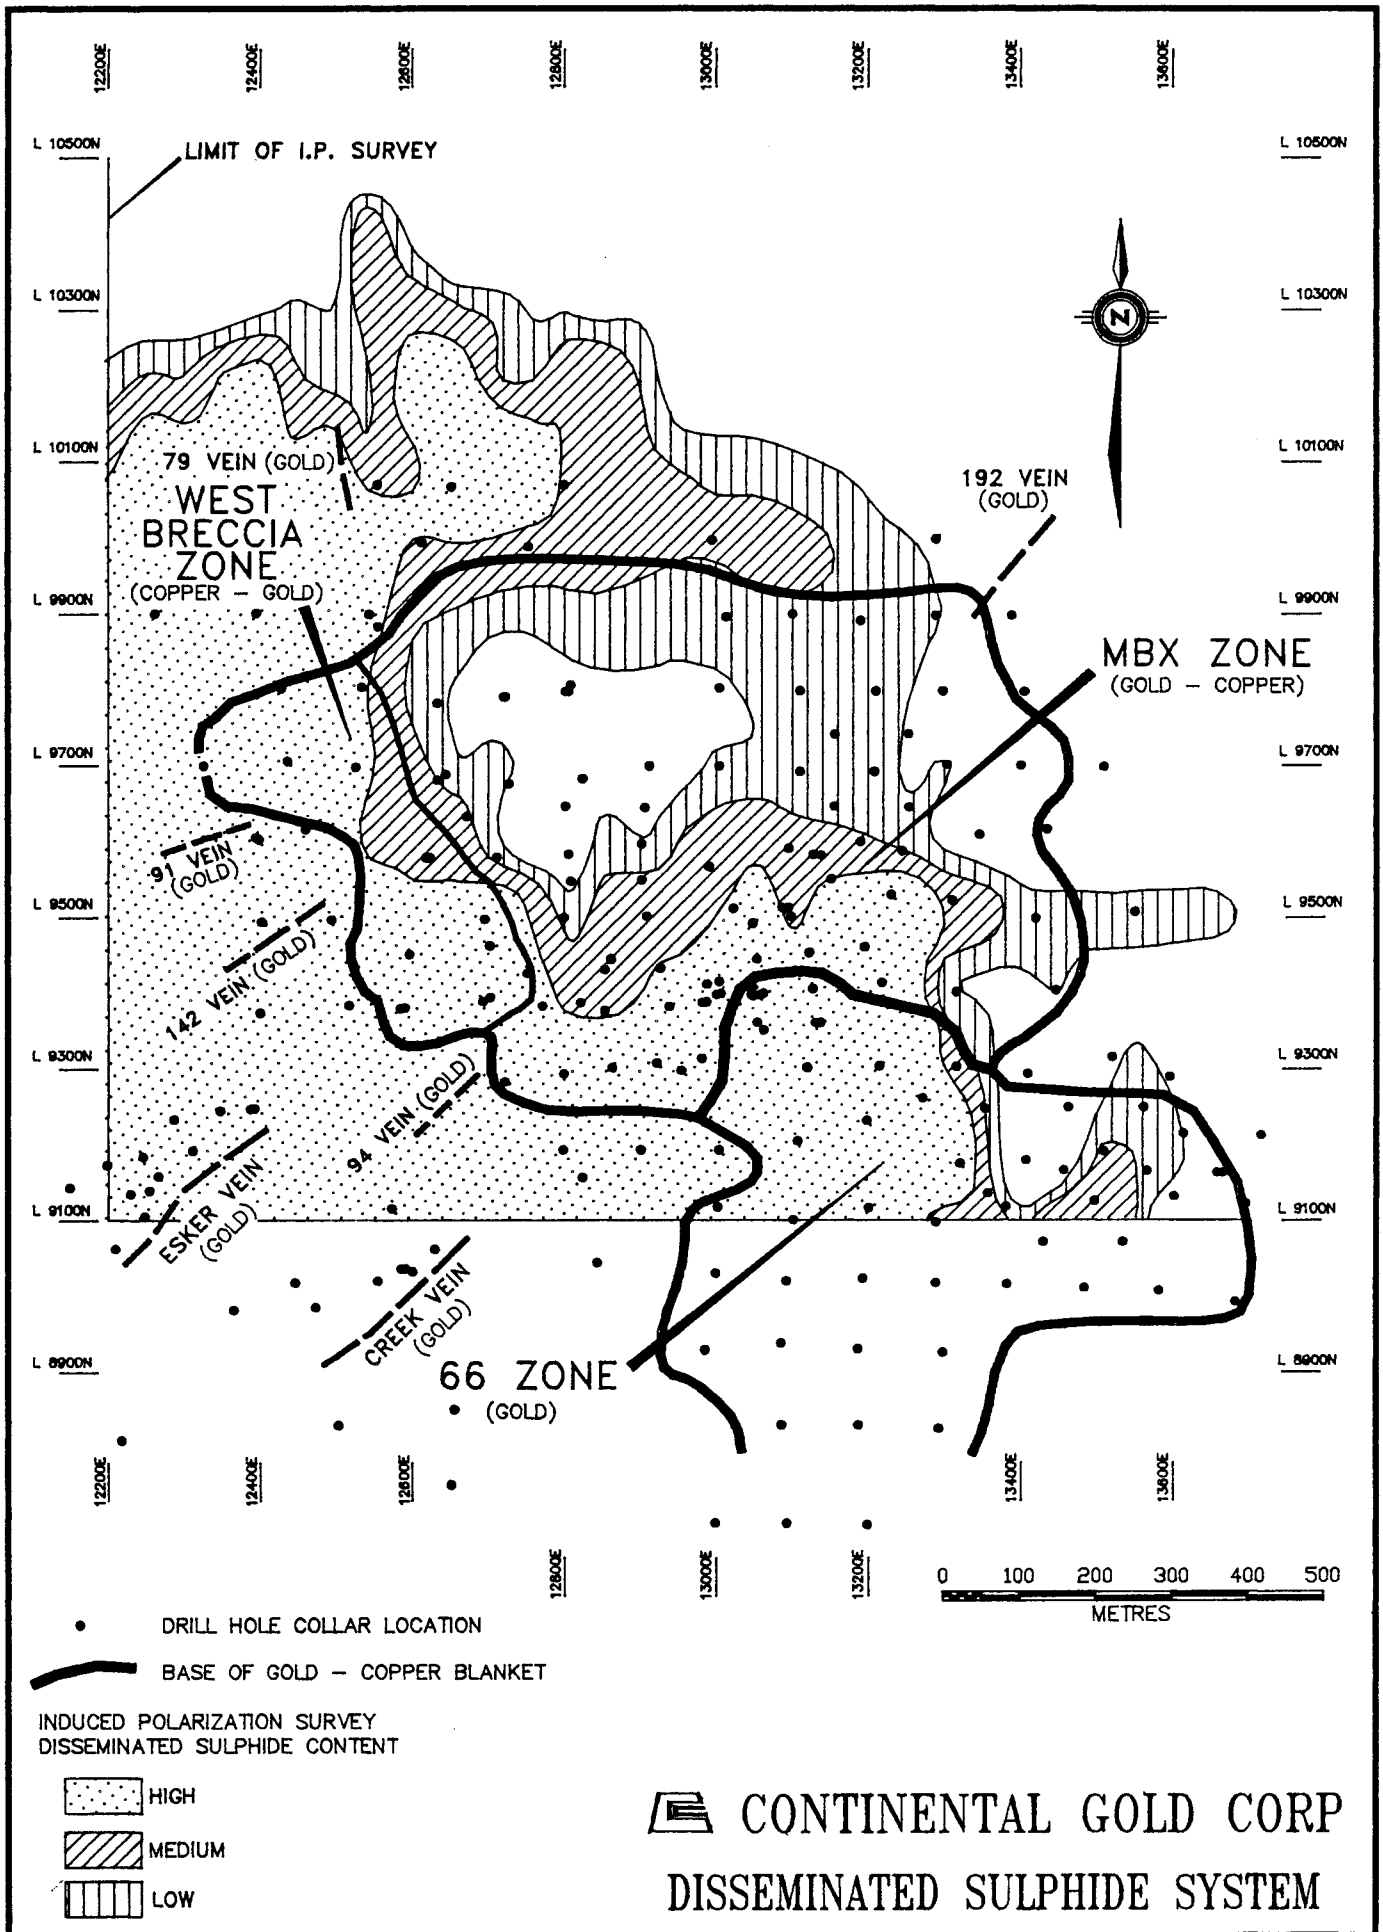 12200E
12400E
12600E
12800E
13000E
13200E
13400E
13600E
L 10500N
L 10500N
LIMIT OF I.P. SURVEY
L 10300N
L 10300N
N
L 10100N
L 10100N
79 VEIN (GOLD)
192 VEIN
(GOLD)
WEST
BRECCIA
ZONE
(COPPER – GOLD)
L 9900N
L 9900N
MBX ZONE
(GOLD – COPPER)
L 9700N
L 9700N
91 VEIN
(GOLD)
L 9500N
L 9500N
142 VEIN (GOLD)
L 9300N
L 9300N
94 VEIN (GOLD)
L 9100N
L 9100N
ESKER VEIN
(GOLD)
CREEK VEIN
(GOLD)
L 8900N
L 8900N
66 ZONE
(GOLD)
12200E
12400E
12600E
13400E
13600E
12800E
13000E
13200E
0 100 200 300 400 500
METRES
DRILL HOLE COLLAR LOCATION
BASE OF GOLD – COPPER BLANKET
INDUCED POLARIZATION SURVEY
DISSEMINATED SULPHIDE CONTENT
HIGH
MEDIUM
LOW
CONTINENTAL GOLD CORP
DISSEMINATED SULPHIDE SYSTEM